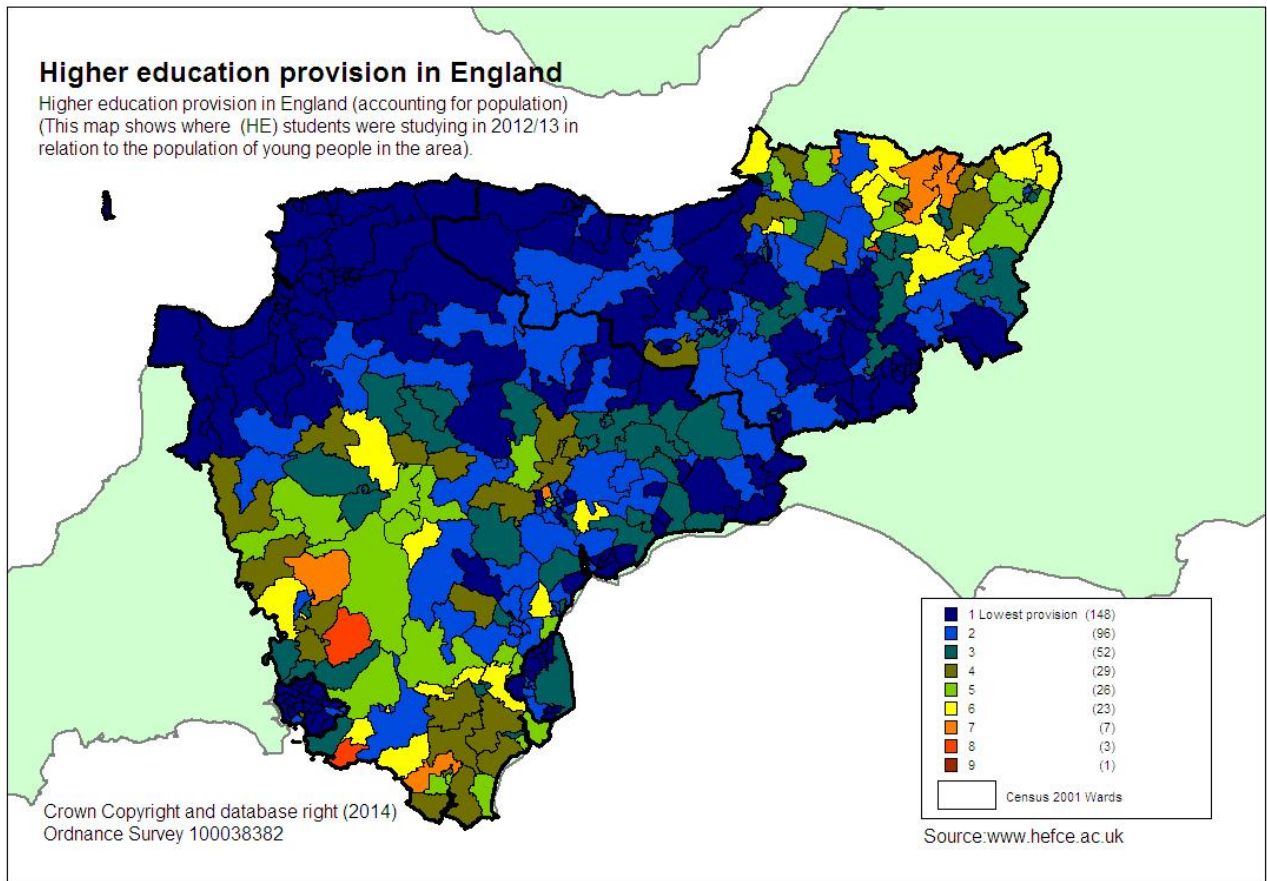 Higher education provision in England
Higher education provision in England (accounting for population)
(This map shows where (HE) students were studying in 2012/13 in
relation to the population of young people in the area).
1 Lowest provision (148)
2 (96)
3 (52)
4 (29)
5 (26)
6 (23)
7 (7)
8 (3)
9 (1)
Census 2001 Wards
Crown Copyright and database right (2014)
Ordnance Survey 100038382
Source:www.hefce.ac.uk